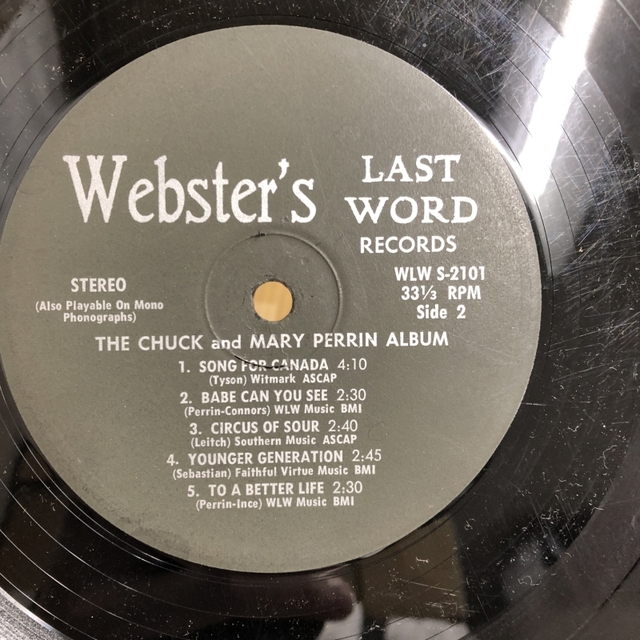 Webster's LAST WORD RECORDS
STEREO
(Also Playable On Mono
Phonographs)
WLW S-2101
33⅓ RPM
Side 2
THE CHUCK and MARY PERRIN ALBUM
1. SONG FOR CANADA 4:10
(Tyson) Witmark ASCAP
2. BABE CAN YOU SEE 2:30
(Perrin-Connors) WLW Music BMI
3. CIRCUS OF SOUR 2:40
(Leitch) Southern Music ASCAP
4. YOUNGER GENERATION 2:45
(Sebastian) Faithful Virtue Music BMI
5. TO A BETTER LIFE 2:30
(Perrin-Ince) WLW Music BMI